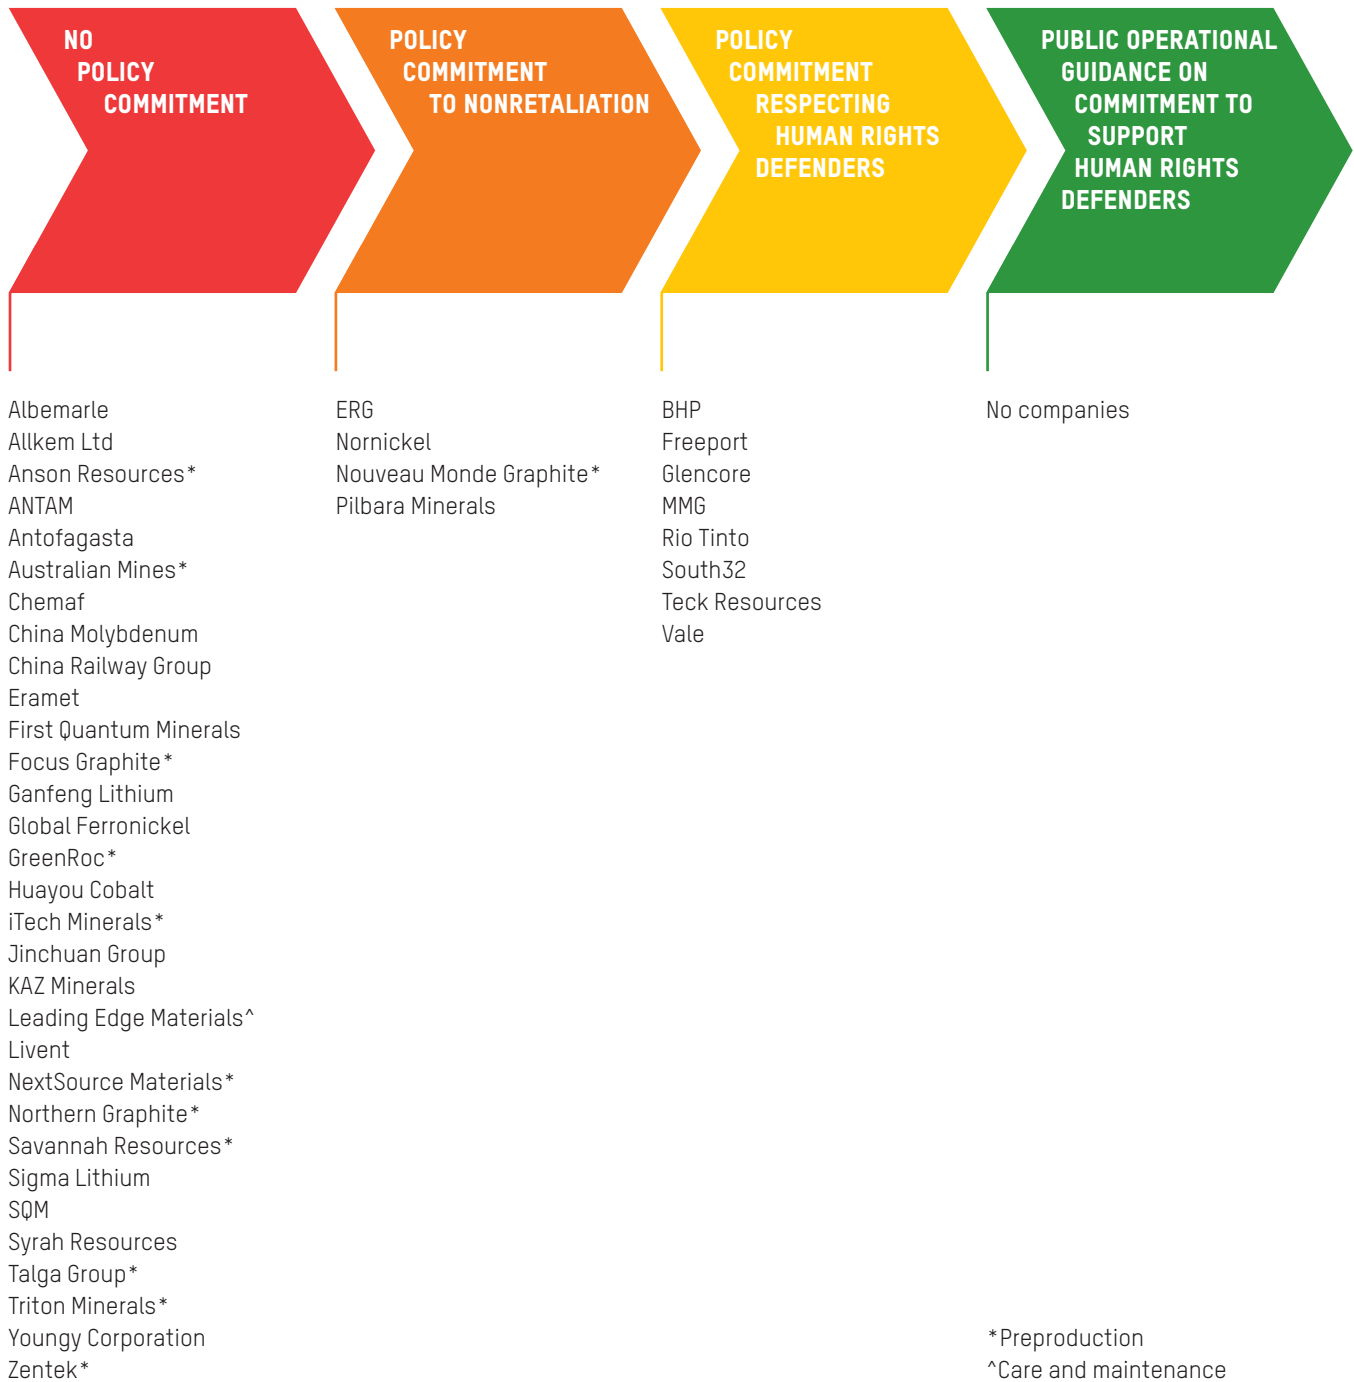 NO
POLICY
COMMITMENT
POLICY
COMMITMENT
TO NONRETALIATION
POLICY
COMMITMENT
RESPECTING
HUMAN RIGHTS
DEFENDERS
PUBLIC OPERATIONAL
GUIDANCE ON
COMMITMENT TO
SUPPORT
HUMAN RIGHTS
DEFENDERS
Albemarle
Allkem Ltd
Anson Resources*
ANTAM
Antofagasta
Australian Mines*
Chemaf
China Molybdenum
China Railway Group
Eramet
First Quantum Minerals
Focus Graphite*
Ganfeng Lithium
Global Ferronickel
GreenRoc*
Huayou Cobalt
iTech Minerals*
Jinchuan Group
KAZ Minerals
Leading Edge Materials^
Livent
NextSource Materials*
Northern Graphite*
Savannah Resources*
Sigma Lithium
SQM
Syrah Resources
Talga Group*
Triton Minerals*
Youngy Corporation
Zentek*
ERG
Nornickel
Nouveau Monde Graphite*
Pilbara Minerals
BHP
Freeport
Glencore
MMG
Rio Tinto
South32
Teck Resources
Vale
No companies
*Preproduction
^Care and maintenance